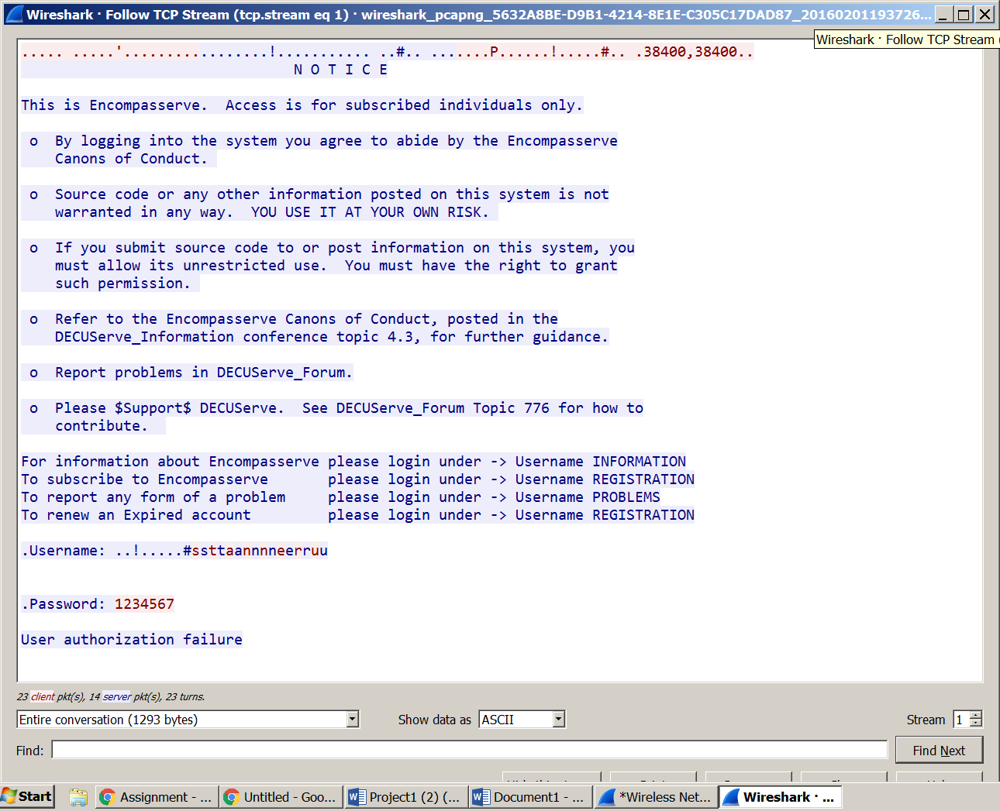 Wireshark · Follow TCP Stream (tcp.stream eq 1) · wireshark_pcapng_5632A8BE-D9B1-4214-8E1E-C305C17DAD87_20160201193726...
Wireshark · Follow TCP Stream (
..... .....'.................!........... ..#.. .......P......!.....#.. .38400,38400..
N O T I C E
This is Encompasserve.  Access is for subscribed individuals only.
o  By logging into the system you agree to abide by the Encompasserve
Canons of Conduct.
o  Source code or any other information posted on this system is not
warranted in any way.  YOU USE IT AT YOUR OWN RISK.
o  If you submit source code to or post information on this system, you
must allow its unrestricted use.  You must have the right to grant
such permission.
o  Refer to the Encompasserve Canons of Conduct, posted in the
DECUServe_Information conference topic 4.3, for further guidance.
o  Report problems in DECUServe_Forum.
o  Please $Support$ DECUServe.  See DECUServe_Forum Topic 776 for how to
contribute.
For information about Encompasserve please login under -> Username INFORMATION
To subscribe to Encompasserve       please login under -> Username REGISTRATION
To report any form of a problem     please login under -> Username PROBLEMS
To renew an Expired account         please login under -> Username REGISTRATION
.Username: ..!.....#ssttaannnneerruu
.Password: 1234567
User authorization failure
23 client pkt(s), 14 server pkt(s), 23 turns.
Entire conversation (1293 bytes) Show data as ASCII Stream 1
Find: Find Next
Start Assignment - ... Untitled - Goo... Project1 (2) (... Document1 - ... *Wireless Net... Wireshark · ...